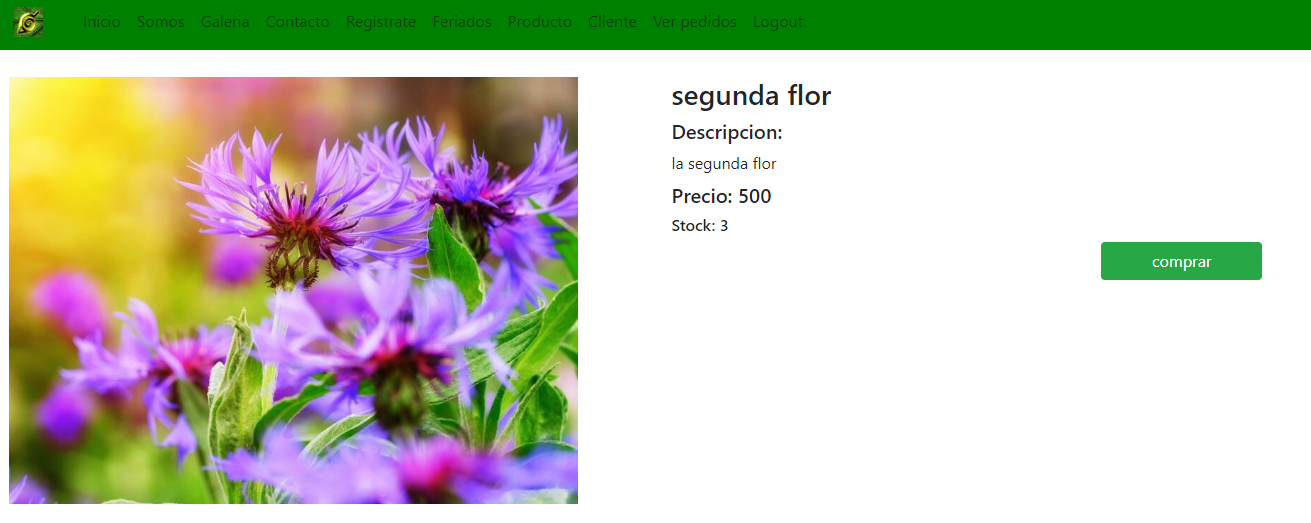 Inicio Somos Galeria Contacto Registrate Feriados Producto Cliente Ver pedidos Logout
segunda flor
Descripcion:
la segunda flor
Precio: 500
Stock: 3
comprar